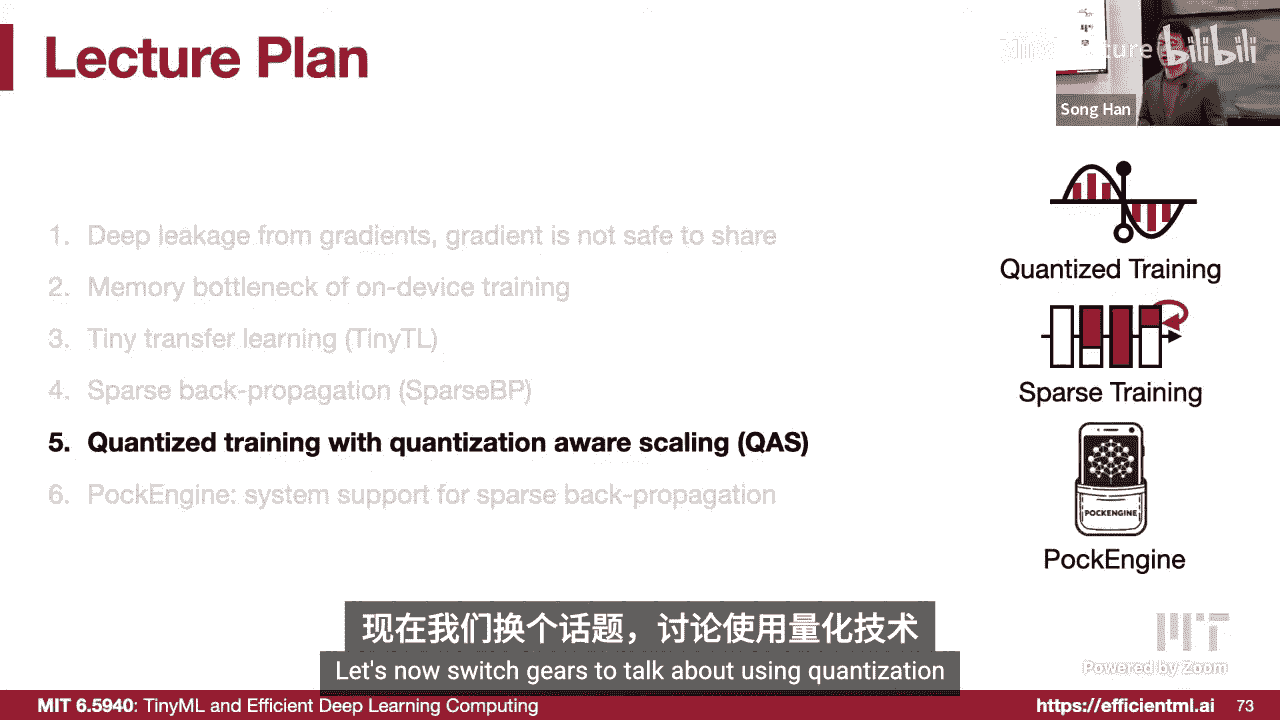 Lecture Plan
bilibili
Song Han
1. Deep leakage from gradients, gradient is not safe to share
2. Memory bottleneck of on-device training
3. Tiny transfer learning (TinyTL)
4. Sparse back-propagation (SparseBP)
5. Quantized training with quantization aware scaling (QAS)
6. PockEngine: system support for sparse back-propagation
Quantized Training
Sparse Training
POCKENGINE
PockEngine
现在我们换个话题，讨论使用量化技术
Let's now switch gears to talk about using quantization
MIT
Powered by Zoom
MIT 6.5940: TinyML and Efficient Deep Learning Computing
https://efficientml.ai
73